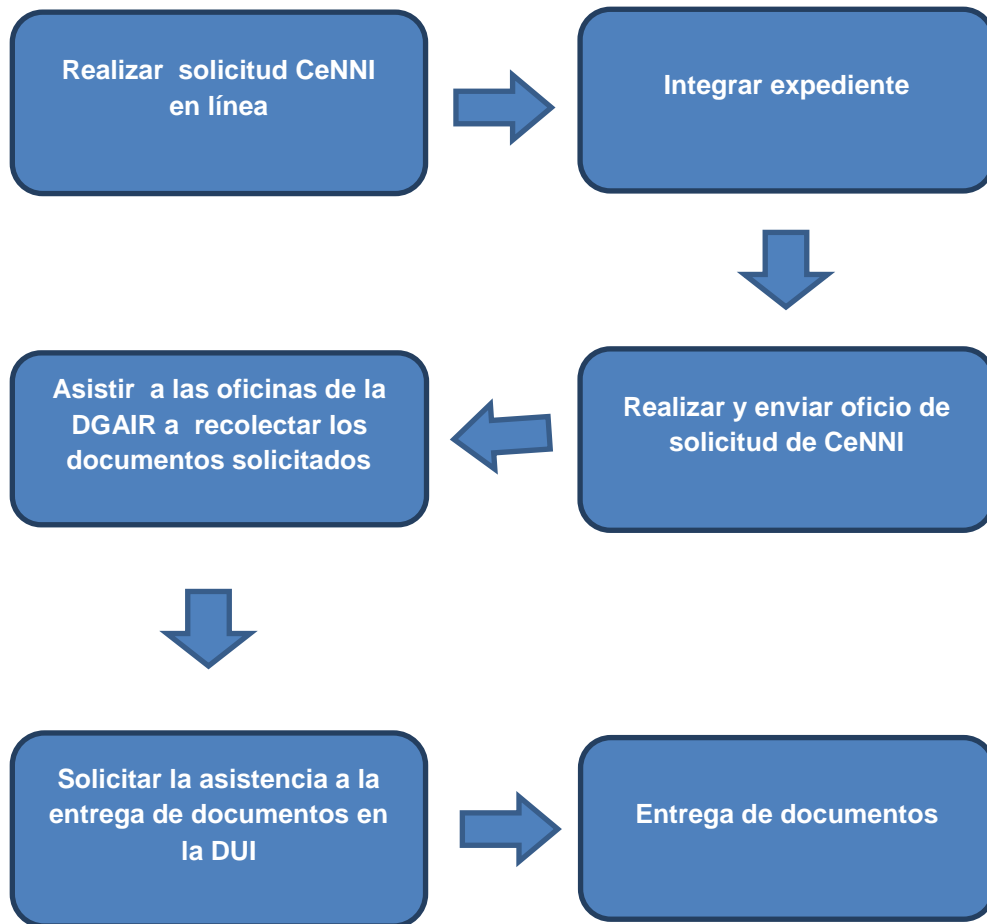 Realizar solicitud CeNNI
en línea
Integrar expediente
Realizar y enviar oficio de
solicitud de CeNNI
Asistir a las oficinas de la
DGAIR a recolectar los
documentos solicitados
Solicitar la asistencia a la
entrega de documentos en
la DUI
Entrega de documentos